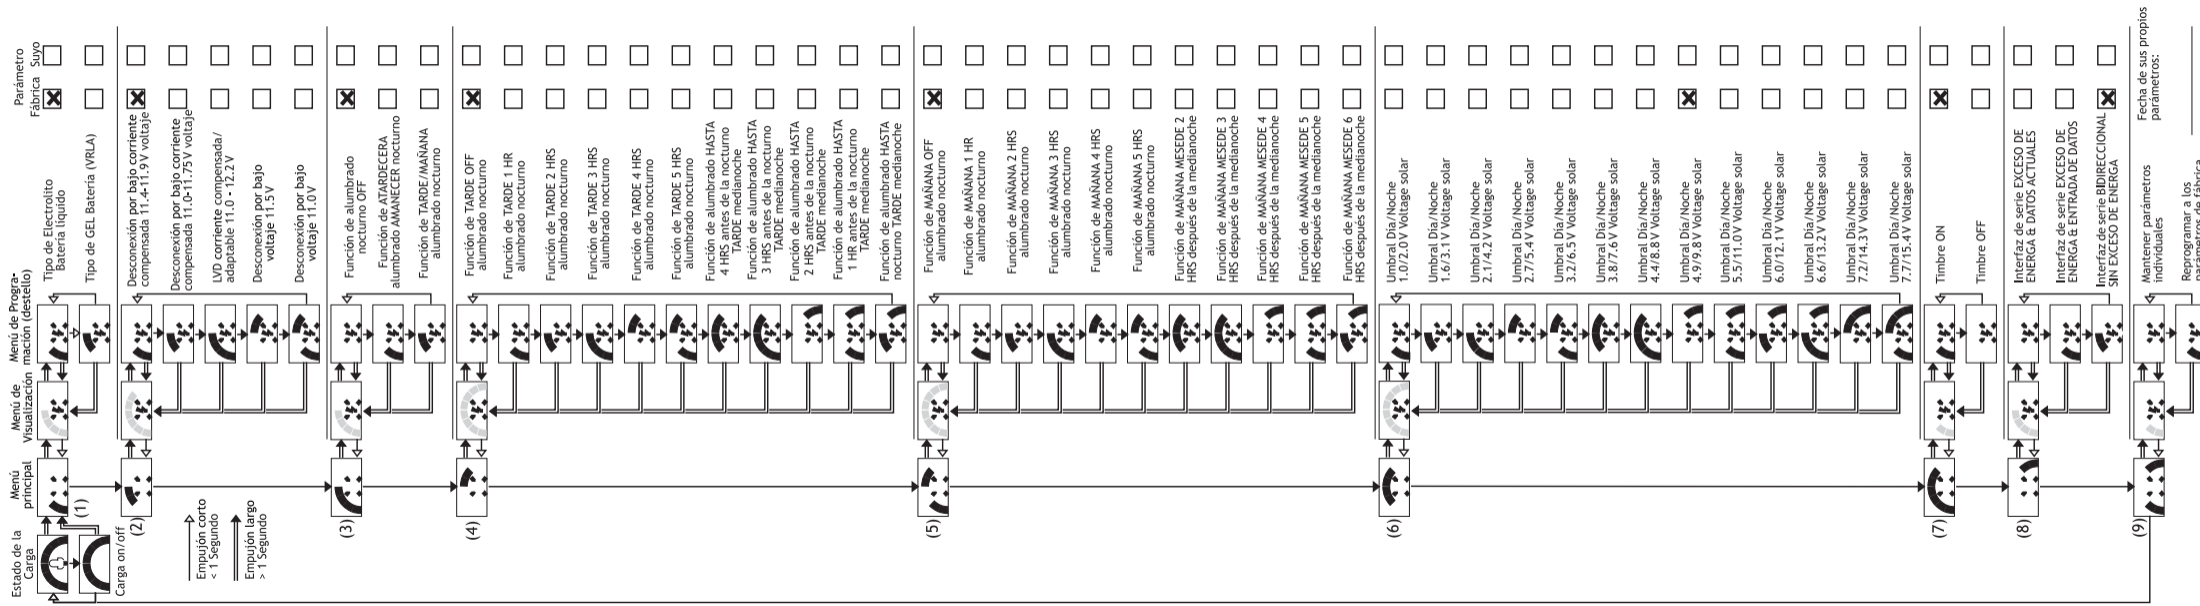 Estado de la
Carga
Menú
principal
Menú de
Visualización
Menú de Progra-
mación (destello)
Parámetro
Fábrica Suyo
Carga on/off
Empujón corto
< 1 Segundo
Empujón largo
> 1 Segundo
(1)
Tipo de Electrolito
Batería líquido
Tipo de GEL Batería (VRLA)
(2)
Desconexión por bajo corriente
compensada 11.4•11.9V voltaje
Desconexión por bajo corriente
compensada 11.0•11.75V voltaje
LVD corriente compensada/
adaptable 11.0 • 12.2V
Desconexión por bajo
voltaje 11.5V
Desconexión por bajo
voltaje 11.0V
(3)
Función de alumbrado
nocturno OFF
Función de ATARDECERA
alumbrado AMANECER nocturno
Función de TARDE/MAÑANA
alumbrado nocturno
(4)
Función de TARDE OFF
alumbrado nocturno
Función de TARDE 1 HR
alumbrado nocturno
Función de TARDE 2 HRS
alumbrado nocturno
Función de TARDE 3 HRS
alumbrado nocturno
Función de TARDE 4 HRS
alumbrado nocturno
Función de TARDE 5 HRS
alumbrado nocturno
Función de alumbrado HASTA
4 HRS antes de la nocturno
TARDE medianoche
Función de alumbrado HASTA
3 HRS antes de la nocturno
TARDE medianoche
Función de alumbrado HASTA
2 HRS antes de la nocturno
TARDE medianoche
Función de alumbrado HASTA
1 HR antes de la nocturno
TARDE medianoche
Función de alumbrado HASTA
nocturno TARDE medianoche
(5)
Función de MAÑANA OFF
alumbrado nocturno
Función de MAÑANA 1 HR
alumbrado nocturno
Función de MAÑANA 2 HRS
alumbrado nocturno
Función de MAÑANA 3 HRS
alumbrado nocturno
Función de MAÑANA 4 HRS
alumbrado nocturno
Función de MAÑANA 5 HRS
alumbrado nocturno
Función de MAÑANA MESEDE 2
HRS después de la medianoche
Función de MAÑANA MESEDE 3
HRS después de la medianoche
Función de MAÑANA MESEDE 4
HRS después de la medianoche
Función de MAÑANA MESEDE 5
HRS después de la medianoche
Función de MAÑANA MESEDE 6
HRS después de la medianoche
(6)
Umbral Dia/Noche
1.0/2.0V Voltage solar
Umbral Dia/Noche
1.6/3.1V Voltage solar
Umbral Dia/Noche
2.1/4.2V Voltage solar
Umbral Dia/Noche
2.7/5.4V Voltage solar
Umbral Dia/Noche
3.2/6.5V Voltage solar
Umbral Dia/Noche
3.8/7.6V Voltage solar
Umbral Dia/Noche
4.4/8.8V Voltage solar
Umbral Dia/Noche
4.9/9.8V Voltage solar
Umbral Dia/Noche
5.5/11.0V Voltage solar
Umbral Dia/Noche
6.0/12.1V Voltage solar
Umbral Dia/Noche
6.6/13.2V Voltage solar
Umbral Dia/Noche
7.2/14.3V Voltage solar
Umbral Dia/Noche
7.7/15.4V Voltage solar
(7)
Timbre ON
Timbre OFF
(8)
Interfaz de serie EXCESO DE
ENERGA & DATOS ACTUALES
Interfaz de serie EXCESO DE
ENERGA & ENTRADA DE DATOS
Interfaz de serie BIDIRECCIONAL
SIN EXCESO DE ENERGA
(9)
Mantener parámetros
individuales
Reprogramar a los
parámetros de fábrica
Fecha de sus propios
parámetros: